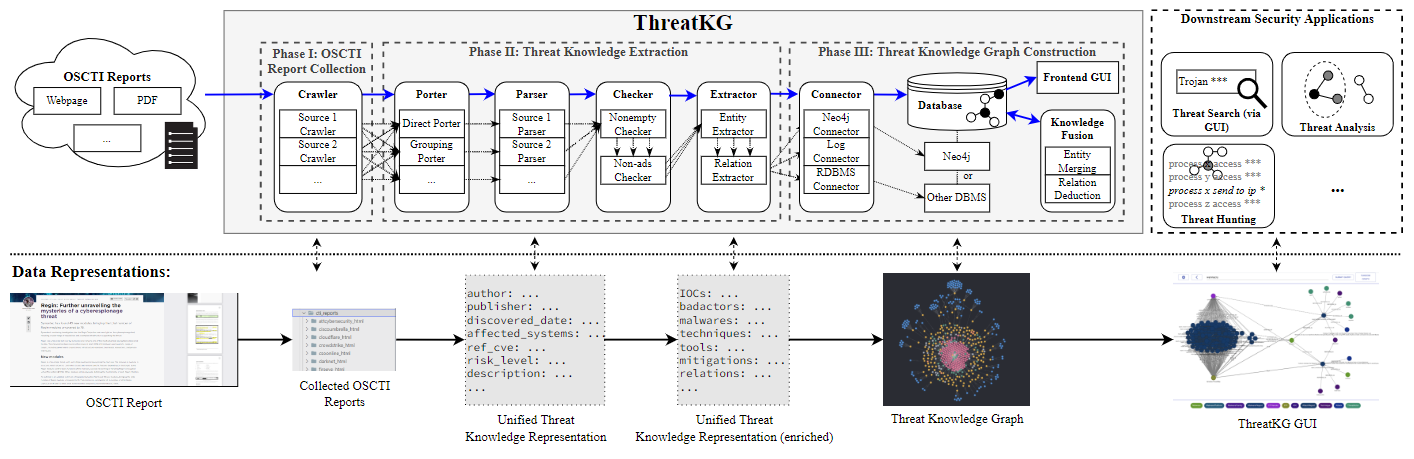 ThreatKG
Downstream Security Applications
Phase I: OSCTI
Report Collection
Phase II: Threat Knowledge Extraction
Phase III: Threat Knowledge Graph Construction
OSCTI Reports
Webpage
PDF
...
Crawler
Source 1
Crawler
Source 2
Crawler
...
Porter
Direct Porter
Grouping
Porter
...
Parser
Source 1
Parser
Source 2
Parser
...
Checker
Nonempty
Checker
Non-ads
Checker
Extractor
Entity
Extractor
Relation
Extractor
Connector
Neo4j
Connector
Log
Connector
RDBMS
Connector
Database
Neo4j
or
Other DBMS
Frontend GUI
Knowledge
Fusion
Entity
Merging
Relation
Deduction
Trojan ***
Threat Search (via
GUI)
Threat Analysis
process x access ***
process y access ***
process x send to ip *
process z access ***
Threat Hunting
...
Data Representations:
Regin: Further unravelling the
mysteries of a cyberespionage
threat
OSCTI Report
cti_reports
Collected OSCTI
Reports
author: ...
publisher: ...
discovered_date: ...
affected_systems: ...
ref_cve: ...
risk_level: ...
description: ...
...
Unified Threat
Knowledge Representation
IOCs: ...
badactors: ...
malwares: ...
techniques: ...
tools: ...
mitigations: ...
relations: ...
...
Unified Threat
Knowledge Representation (enriched)
Threat Knowledge Graph
ThreatKG GUI